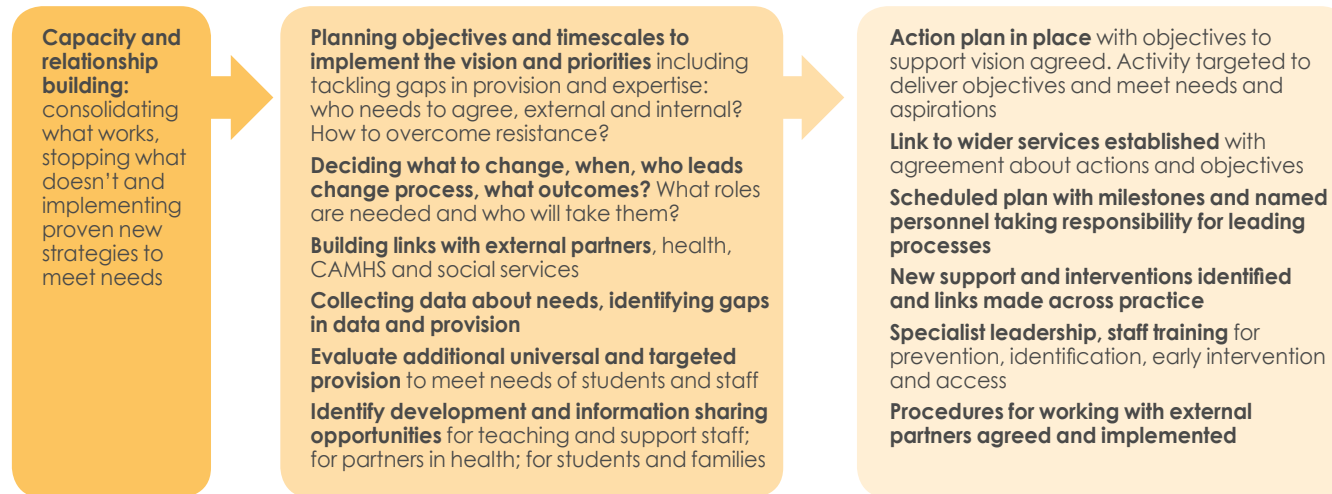 Capacity and
relationship
building:
consolidating
what works,
stopping what
doesn’t and
implementing
proven new
strategies to
meet needs
Planning objectives and timescales to
implement the vision and priorities including
tackling gaps in provision and expertise:
who needs to agree, external and internal?
How to overcome resistance?
Deciding what to change, when, who leads
change process, what outcomes? What roles
are needed and who will take them?
Building links with external partners, health,
CAMHS and social services
Collecting data about needs, identifying gaps
in data and provision
Evaluate additional universal and targeted
provision to meet needs of students and staff
Identify development and information sharing
opportunities for teaching and support staff;
for partners in health; for students and families
Action plan in place with objectives to
support vision agreed. Activity targeted to
deliver objectives and meet needs and
aspirations
Link to wider services established with
agreement about actions and objectives
Scheduled plan with milestones and named
personnel taking responsibility for leading
processes
New support and interventions identified
and links made across practice
Specialist leadership, staff training for
prevention, identification, early intervention
and access
Procedures for working with external
partners agreed and implemented